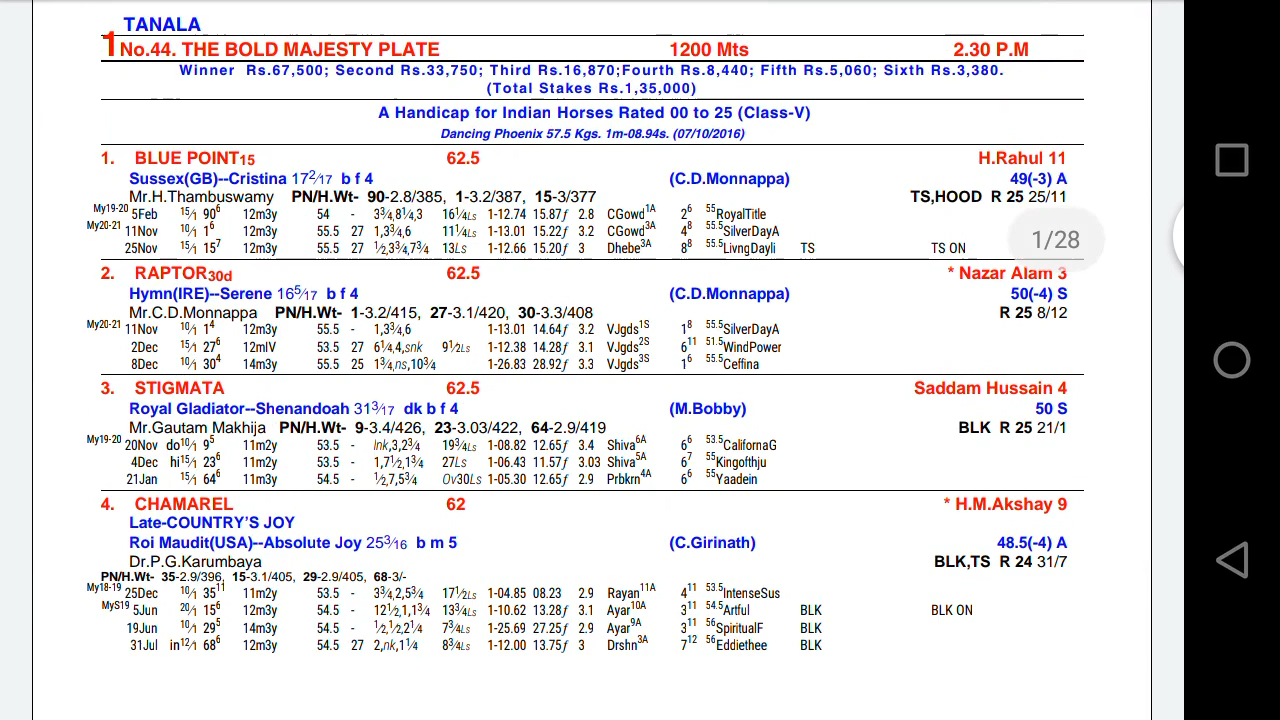 TANALA
1 No.44. THE BOLD MAJESTY PLATE 1200 Mts 2.30 P.M
Winner Rs.67,500; Second Rs.33,750; Third Rs.16,870;Fourth Rs.8,440; Fifth Rs.5,060; Sixth Rs.3,380.
(Total Stakes Rs.1,35,000)
A Handicap for Indian Horses Rated 00 to 25 (Class-V)
Dancing Phoenix 57.5 Kgs. 1m-08.94s. (07/10/2016)
1. BLUE POINT15 62.5 H.Rahul 11
Sussex(GB)--Cristina 17 2/17 b f 4 (C.D.Monnappa) 49(-3) A
Mr.H.Thambuswamy PN/H.Wt- 90-2.8/385, 1-3.2/387, 15-3/377 TS,HOOD R 25 25/11
My19-20 5Feb 15/1 90⁶ 12m3y 54 - 3¾,8¼,3 16¼Ls 1-12.74 15.87f 2.8 CGowd1A 2⁶ 55RoyalTitle
My20-21 11Nov 10/1 1⁶ 12m3y 55.5 27 1,3¾,6 11¼Ls 1-13.01 15.22f 3.2 CGowd3A 4⁸ 55.5SilverDayA
25Nov 15/1 15⁷ 12m3y 55.5 27 ½,3¾,7¾ 13Ls 1-12.66 15.20f 3 Dhebe3A 8⁸ 55.5LivngDayli TS TS ON
1/28
2. RAPTOR30d 62.5 * Nazar Alam 3
Hymn(IRE)--Serene 16 5/17 b f 4 (C.D.Monnappa) 50(-4) S
Mr.C.D.Monnappa PN/H.Wt- 1-3.2/415, 27-3.1/420, 30-3.3/408 R 25 8/12
My20-21 11Nov 10/1 1⁴ 12m3y 55.5 - 1,3¾,6 1-13.01 14.64f 3.2 VJgds1S 1⁸ 55.5SilverDayA
2Dec 15/1 27⁶ 12mIV 53.5 27 6¼,4,snk 9½Ls 1-12.38 14.28f 3.1 VJgds2S 6¹¹ 51.5WindPower
8Dec 10/1 30⁴ 14m3y 55.5 25 1¾,ns,10¾ 1-26.83 28.92f 3.3 VJgds3S 1⁶ 55.5Ceffina
3. STIGMATA 62.5 Saddam Hussain 4
Royal Gladiator--Shenandoah 31 3/17 dk b f 4 (M.Bobby) 50 S
Mr.Gautam Makhija PN/H.Wt- 9-3.4/426, 23-3.03/422, 64-2.9/419 BLK R 25 21/1
My19-20 20Nov do10/1 9⁵ 11m2y 53.5 - lnk,3,2¾ 19¾Ls 1-08.82 12.65f 3.4 Shiva6A 6⁶ 53.5CalifornaG
4Dec hi15/1 23⁶ 11m2y 53.5 - 1,7½,1¾ 27Ls 1-06.43 11.57f 3.03 Shiva5A 6⁷ 55Kingofthju
21Jan 15/1 64⁶ 11m3y 54.5 - ½,7,5¾ Ov30Ls 1-05.30 12.65f 2.9 Prbkrn4A 6⁶ 55Yaadein
4. CHAMAREL 62 * H.M.Akshay 9
Late-COUNTRY'S JOY
Roi Maudit(USA)--Absolute Joy 25 3/16 b m 5 (C.Girinath) 48.5(-4) A
Dr.P.G.Karumbaya BLK,TS R 24 31/7
PN/H.Wt- 35-2.9/396, 15-3.1/405, 29-2.9/405, 68-3/-
My18-19 25Dec 10/1 35¹¹ 11m2y 53.5 - 3¾,2,5¾ 17½Ls 1-04.85 08.23 2.9 Rayan11A 4¹¹ 53.5IntenseSus
MyS19 5Jun 20/1 15⁶ 12m3y 54.5 - 12½,1,1¾ 13¾Ls 1-10.62 13.28f 3.1 Ayar10A 3¹¹ 54.5Artful BLK BLK ON
19Jun 10/1 29⁵ 14m3y 54.5 - ½,½,2¼ 7¾Ls 1-25.69 27.25f 2.9 Ayar9A 3¹¹ 56SpiritualF BLK
31Jul in12/1 68⁶ 12m3y 54.5 27 2,nk,1¼ 8¾Ls 1-12.00 13.75f 3 Drshn3A 7¹² 56Eddiethee BLK